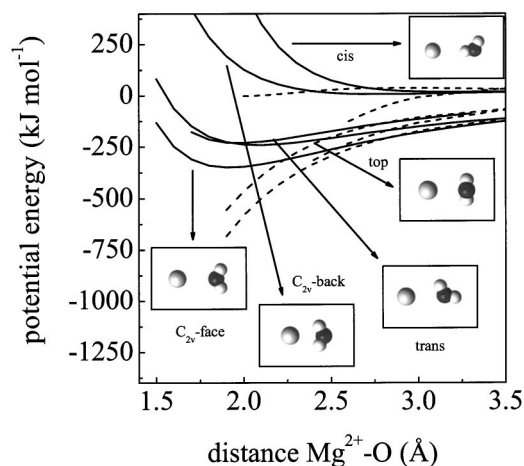 potential energy (kJ mol⁻¹)
250
0
-250
-500
-750
-1000
-1250
cis
top
C₂ᵥ-face
C₂ᵥ-back
trans
1.5 2.0 2.5 3.0 3.5
distance Mg²⁺-O (Å)